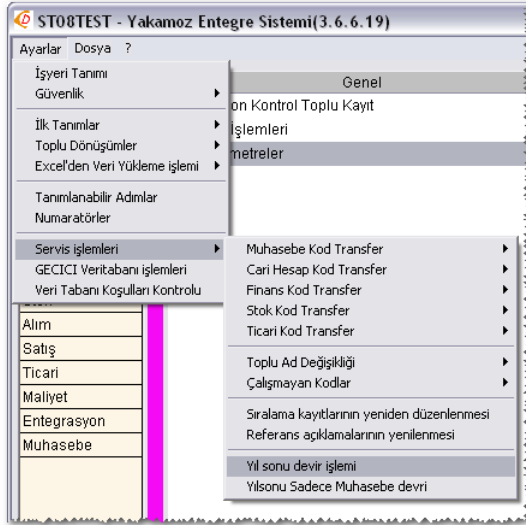 ST08TEST - Yakamoz Entegre Sistemi(3.6.6.19)
Ayarlar Dosya ?
Genel
on Kontrol Toplu Kayıt
İşlemleri
metreler
İşyeri Tanımı
Güvenlik
İlk Tanımlar
Toplu Dönüşümler
Excel'den Veri Yükleme işlemi
Tanımlanabilir Adımlar
Numaratörler
Servis işlemleri
GECICI Veritabanı işlemleri
Veri Tabanı Koşulları Kontrolu
Muhasebe Kod Transfer
Cari Hesap Kod Transfer
Finans Kod Transfer
Stok Kod Transfer
Ticari Kod Transfer
Toplu Ad Değişikliği
Çalışmayan Kodlar
Sıralama kayıtlarının yeniden düzenlenmesi
Referans açıklamalarının yenilenmesi
Yıl sonu devir işlemi
Yılsonu Sadece Muhasebe devri
Alım
Satış
Ticari
Maliyet
Entegrasyon
Muhasebe